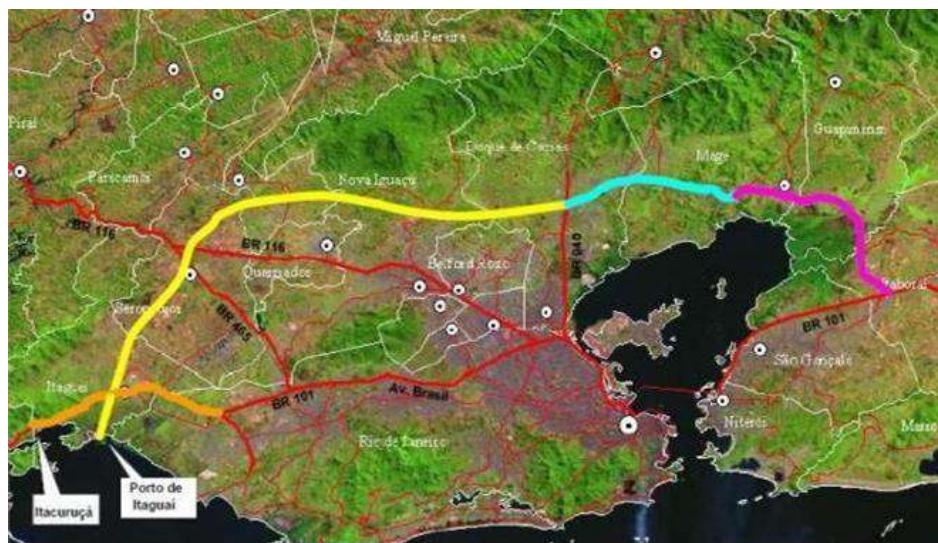 Miguel Pereira
Piraí
Guapimirim
Duque de Caxias
Magé
Paracambi
Nova Iguaçu
BR 116
BR 116
BR 040
Queimados
Belford Roxo
Itaboraí
Seropédica
BR 465
BR 101
São Gonçalo
Itaguaí
Av. Brasil
BR 101
Niterói
Rio de Janeiro
Porto de
Itaguaí
Itacuruçá